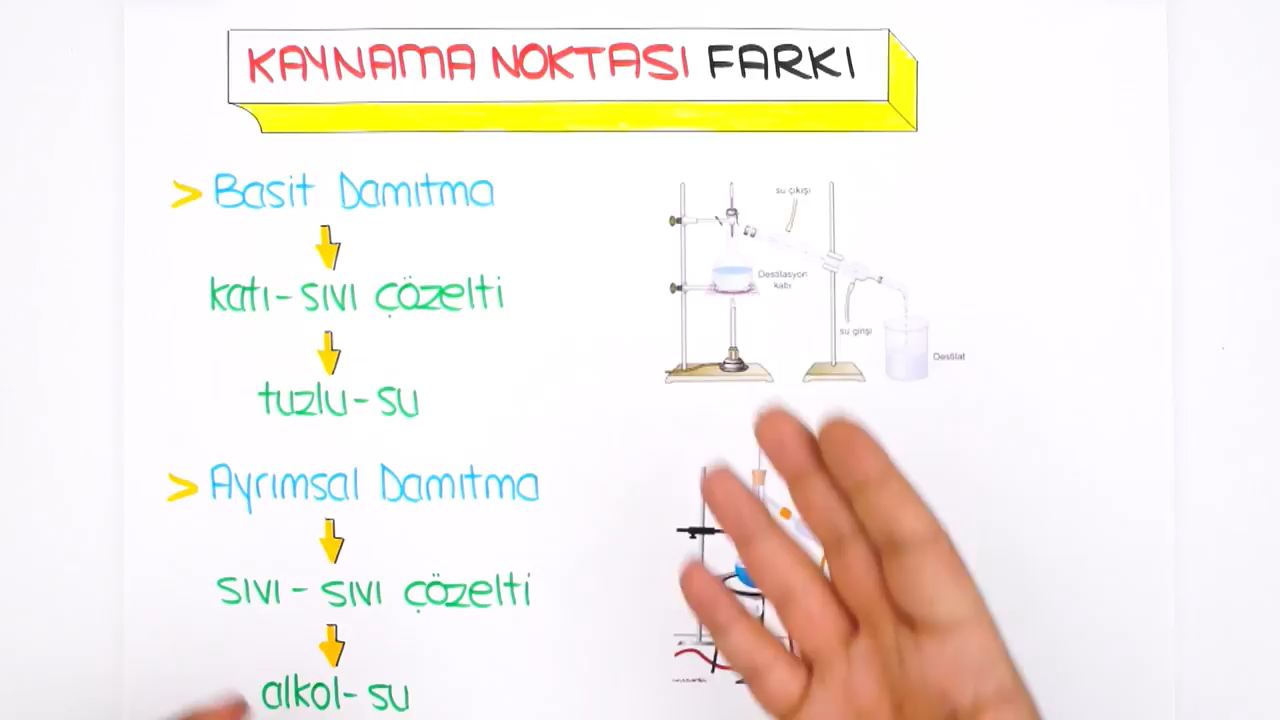 KAYNAMA NOKTASI FARKI
> Basit Damıtma
katı-sıvı çözelti
tuzlu-su
> Ayrımsal Damıtma
sıvı-sıvı çözelti
alkol-su
su çıkışı
Destilasyon
kabı
su girişi
Destilat